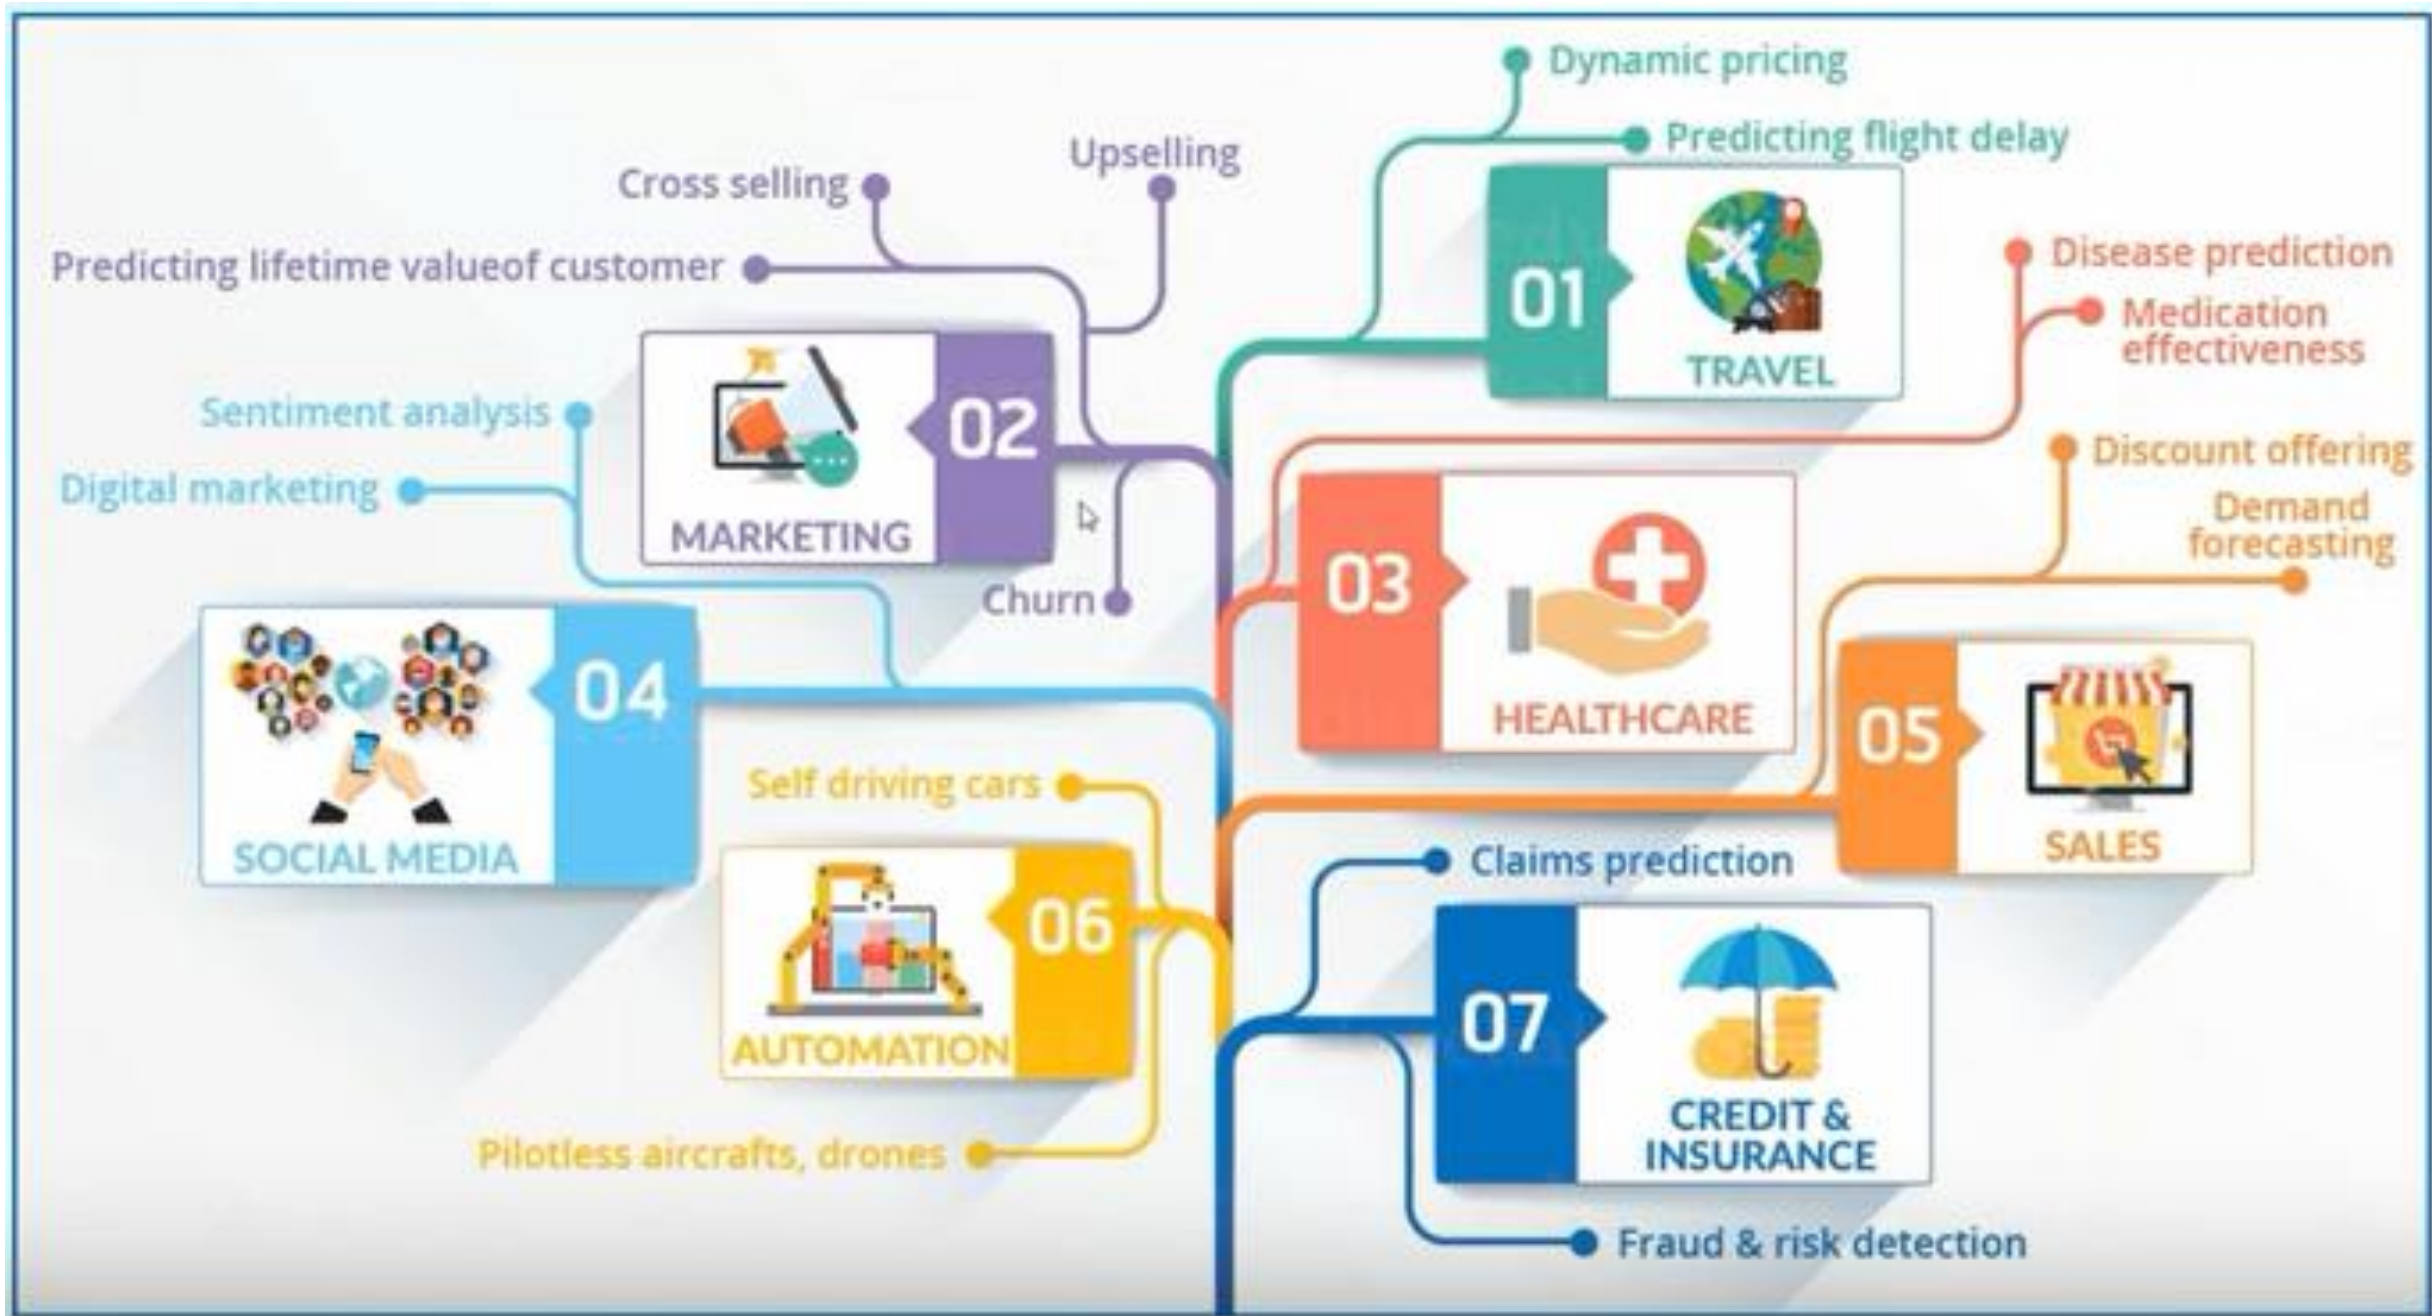 Dynamic pricing
Predicting flight delay
01
TRAVEL
Upselling
Cross selling
Predicting lifetime valueof customer
02
MARKETING
Churn
Disease prediction
Medication
effectiveness
03
HEALTHCARE
Sentiment analysis
Digital marketing
04
SOCIAL MEDIA
Discount offering
Demand
forecasting
05
SALES
Self driving cars
06
AUTOMATION
Pilotless aircrafts, drones
Claims prediction
07
CREDIT &
INSURANCE
Fraud & risk detection